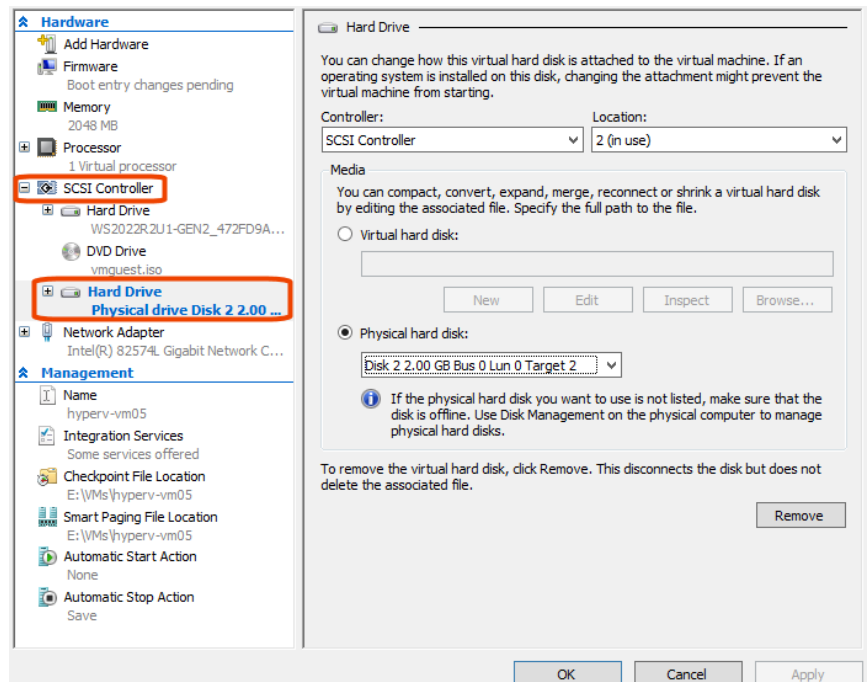 Hardware
Add Hardware
Firmware
Boot entry changes pending
Memory
2048 MB
Processor
1 Virtual processor
SCSI Controller
Hard Drive
WS2022R2U1-GEN2_472FD9A...
DVD Drive
vmguest.iso
Hard Drive
Physical drive Disk 2 2.00 ...
Network Adapter
Intel(R) 82574L Gigabit Network C...
Management
Name
hyperv-vm05
Integration Services
Some services offered
Checkpoint File Location
E:\VMs\hyperv-vm05
Smart Paging File Location
E:\VMs\hyperv-vm05
Automatic Start Action
None
Automatic Stop Action
Save
Hard Drive
You can change how this virtual hard disk is attached to the virtual machine. If an
operating system is installed on this disk, changing the attachment might prevent the
virtual machine from starting.
Controller: Location:
SCSI Controller 2 (in use)
Media
You can compact, convert, expand, merge, reconnect or shrink a virtual hard disk
by editing the associated file. Specify the full path to the file.
Virtual hard disk:
New Edit Inspect Browse...
Physical hard disk:
Disk 2 2.00 GB Bus 0 Lun 0 Target 2
If the physical hard disk you want to use is not listed, make sure that the
disk is offline. Use Disk Management on the physical computer to manage
physical hard disks.
To remove the virtual hard disk, click Remove. This disconnects the disk but does not
delete the associated file.
Remove
OK Cancel Apply